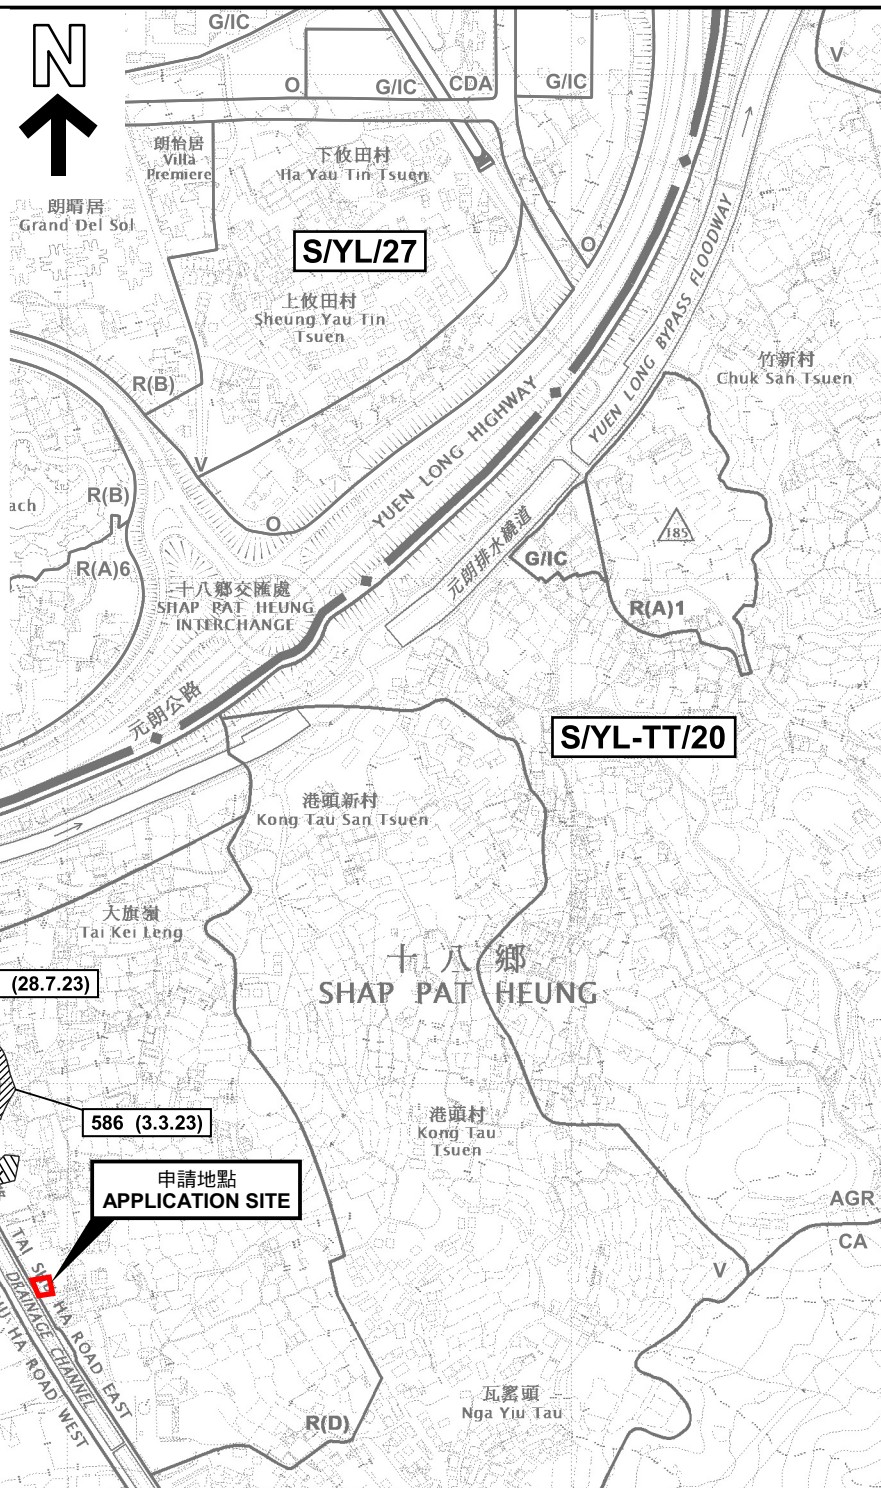 N
G/IC
O
G/IC
CDA
G/IC
V
朗怡居
Villa
Premiere
下攸田村
Ha Yau Tin Tsuen
朗晴居
Grand Del Sol
S/YL/27
O
上攸田村
Sheung Yau Tin
Tsuen
竹新村
Chuk San Tsuen
R(B)
V
YUEN LONG HIGHWAY
YUEN LONG BYPASS FLOODWAY
ach
R(B)
O
185
元朗排水繞道
G/IC
R(A)6
十八鄉交匯處
SHAP PAT HEUNG
INTERCHANGE
R(A)1
元朗公路
S/YL-TT/20
港頭新村
Kong Tau San Tsuen
大旗嶺
Tai Kei Leng
十八鄉
SHAP PAT HEUNG
(28.7.23)
586 (3.3.23)
港頭村
Kong Tau
Tsuen
申請地點
APPLICATION SITE
AGR
CA
V
HA ROAD EAST
DRAINAGE CHANNEL
HA ROAD WEST
瓦窰頭
Nga Yiu Tau
R(D)